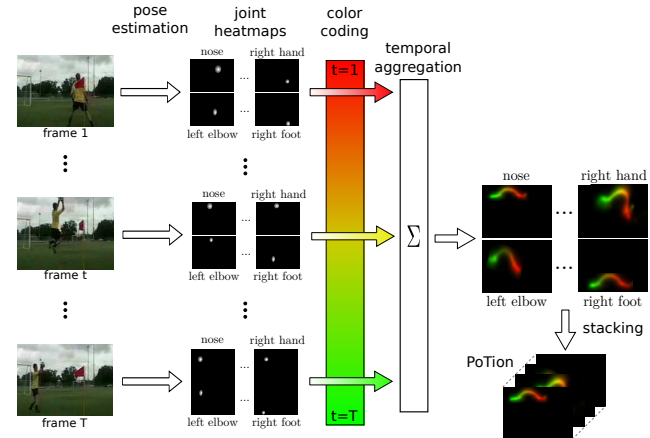 pose estimation
joint heatmaps
color coding
temporal aggregation
nose
right hand
t=1
...
...
frame 1
left elbow
right foot
nose
right hand
...
...
frame t
left elbow
right foot
Σ
nose
right hand
...
...
left elbow
right foot
stacking
nose
right hand
...
...
PoTion
frame T
left elbow
right foot
t=T